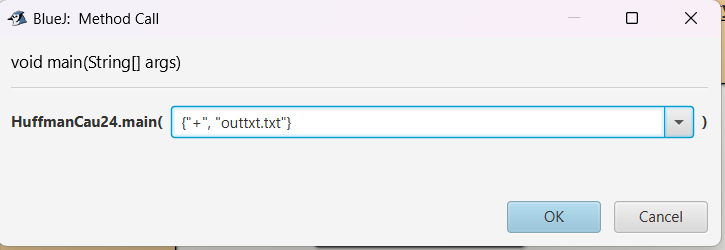 BlueJ: Method Call
void main(String[] args)
HuffmanCau24.main( {"+", "outtxt.txt"} )
OK Cancel